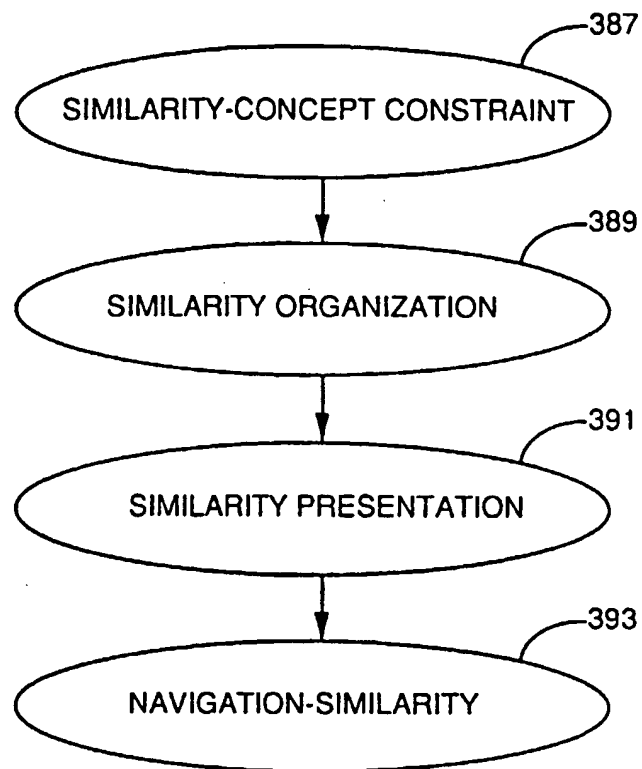 387
SIMILARITY-CONCEPT CONSTRAINT
389
SIMILARITY ORGANIZATION
391
SIMILARITY PRESENTATION
393
NAVIGATION-SIMILARITY